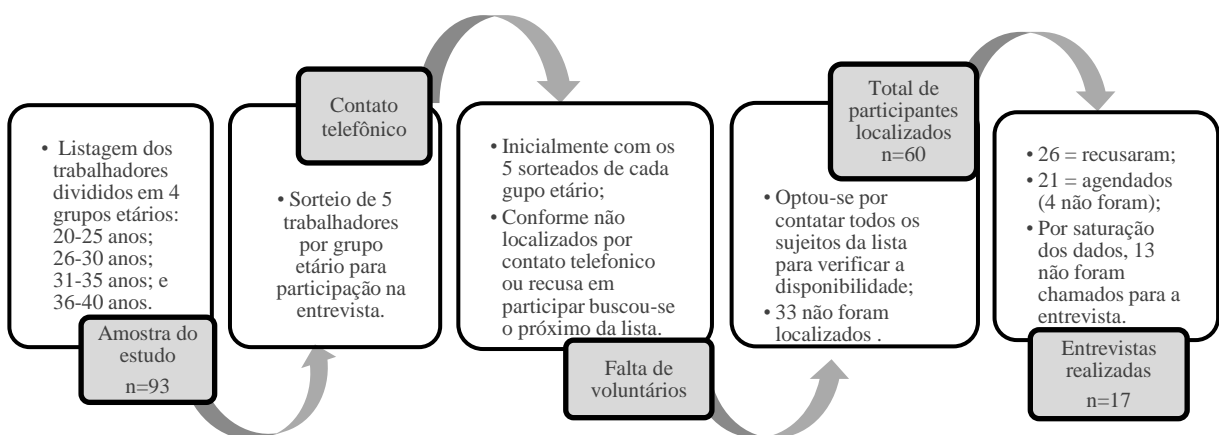 • Listagem dos
trabalhadores
divididos em 4
grupos etários:
20-25 anos;
26-30 anos;
31-35 anos; e
36-40 anos.
Amostra do
estudo
n=93
Contato
telefônico
• Sorteio de 5
trabalhadores
por grupo
etário para
participação na
entrevista.
• Inicialmente com os
5 sorteados de cada
gupo etário;
• Conforme não
localizados por
contato telefonico
ou recusa em
participar buscou-se
o próximo da lista.
Falta de
voluntários
Total de
participantes
localizados
n=60
• Optou-se por
contatar todos os
sujeitos da lista
para verificar a
disponibilidade;
• 33 não foram
localizados .
• 26 = recusaram;
• 21 = agendados
(4 não foram);
• Por saturação
dos dados, 13
não foram
chamados para a
entrevista.
Entrevistas
realizadas
n=17